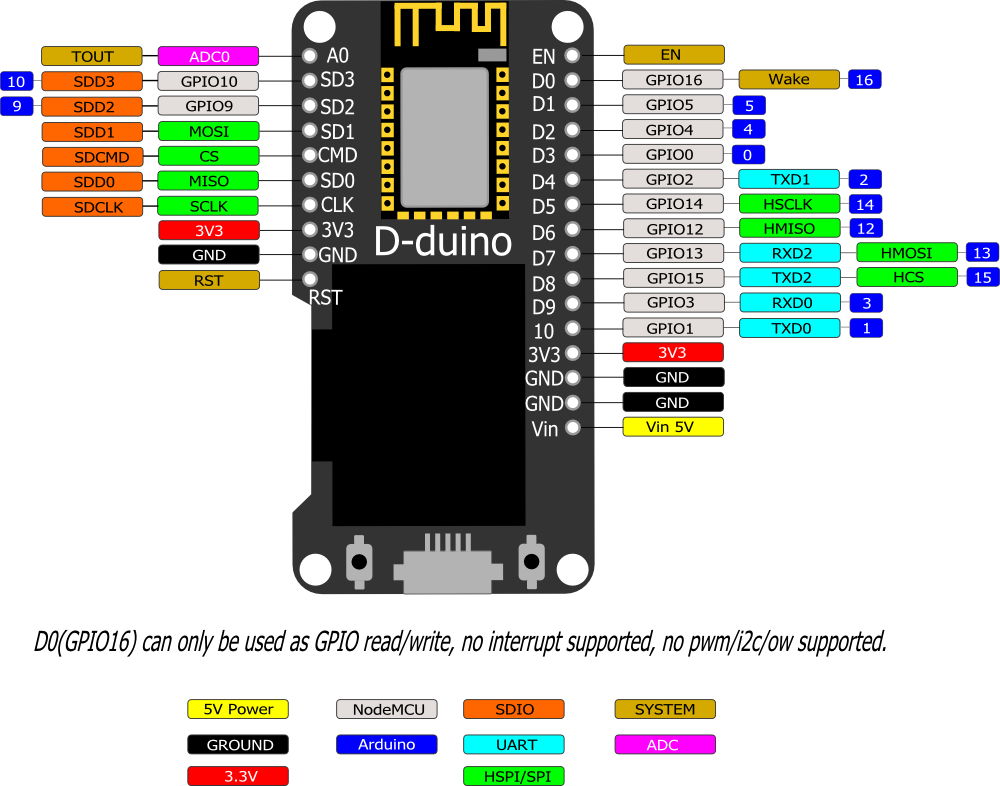 TOUT ADC0 A0 EN EN
10 SDD3 GPIO10 SD3 D0 GPIO16 Wake 16
9 SDD2 GPIO9 SD2 D1 GPIO5 5
SDD1 MOSI SD1 D2 GPIO4 4
SDCMD CS CMD D3 GPIO0 0
SDD0 MISO SD0 D4 GPIO2 TXD1 2
SDCLK SCLK CLK D5 GPIO14 HSCLK 14
3V3 3V3 D6 GPIO12 HMISO 12
D-duino
GND GND D7 GPIO13 RXD2 HMOSI 13
RST RST D8 GPIO15 TXD2 HCS 15
D9 GPIO3 RXD0 3
10 GPIO1 TXD0 1
3V3 3V3
GND GND
GND GND
Vin Vin 5V
D0(GPIO16) can only be used as GPIO read/write, no interrupt supported, no pwm/i2c/ow supported.
5V Power NodeMCU SDIO SYSTEM
GROUND Arduino UART ADC
3.3V HSPI/SPI